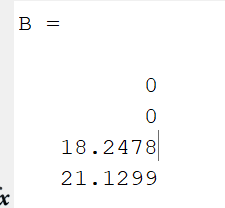 B =
0
0
18.2478
21.1299
x